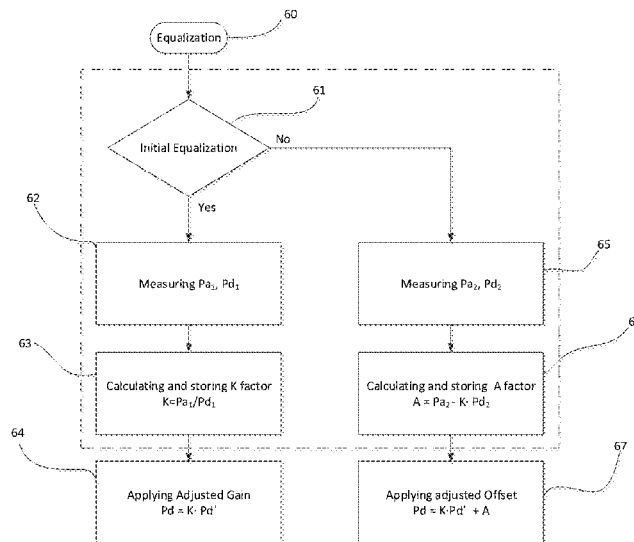 Equalization
60
61
Initial Equalization
No
Yes
62
Measuring Pa₁, Pd₁
65
Measuring Pa₂, Pd₂
63
Calculating and storing K factor
K=Pa₁/Pd₁
6
Calculating and storing A factor
A = Pa₂ - K· Pd₂
64
Applying Adjusted Gain
Pd = K· Pd'
67
Applying adjusted Offset
Pd = K·Pd' + A